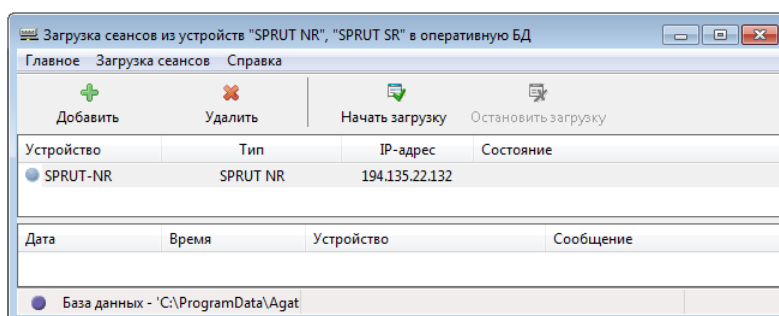 Загрузка сеансов из устройств "SPRUT NR", "SPRUT SR" в оперативную БД
Главное Загрузка сеансов Справка
Добавить Удалить Начать загрузку Остановить загрузку
Устройство Тип IP-адрес Состояние
SPRUT-NR SPRUT NR 194.135.22.132
Дата Время Устройство Сообщение
База данных - 'C:\ProgramData\Agat